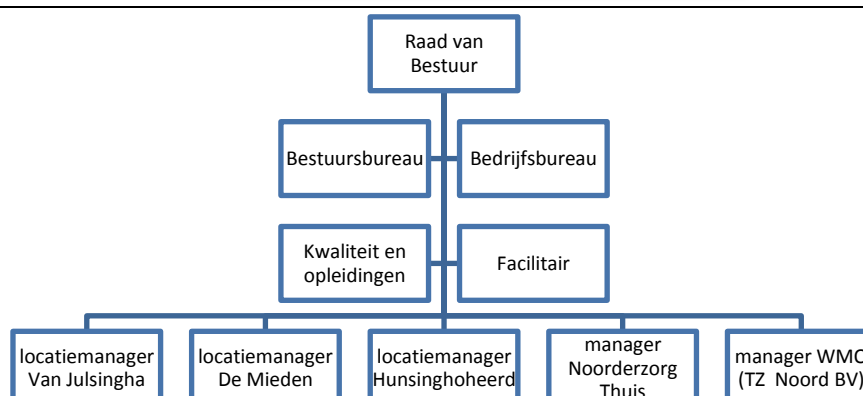 Raad van
Bestuur
Bestuursbureau
Bedrijfsbureau
Kwaliteit en
opleidingen
Facilitair
locatiemanager
Van Julsingha
locatiemanager
De Mieden
locatiemanager
Hunsinghoheerd
manager
Noorderzorg
Thuis
manager WMO
(TZ Noord BV)